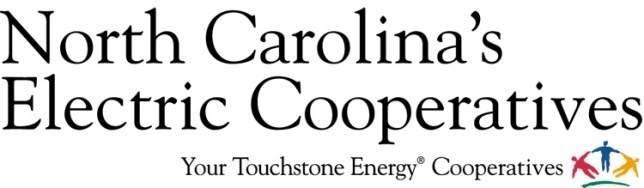 North Carolina's
Electric Cooperatives
Your Touchstone Energy® Cooperatives